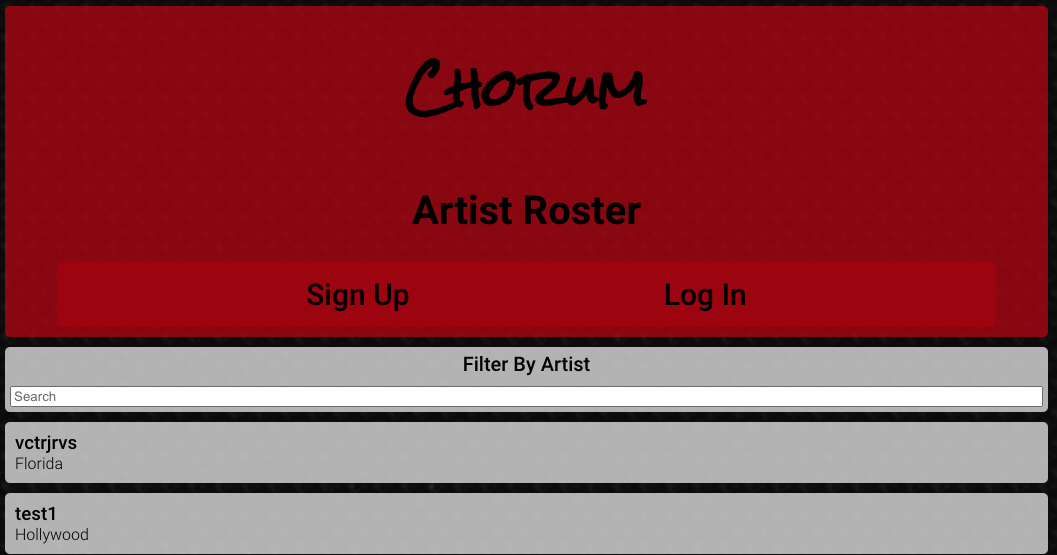 Chorum
Artist Roster
Sign Up Log In
Filter By Artist
Search
vctrjrvs
Florida
test1
Hollywood